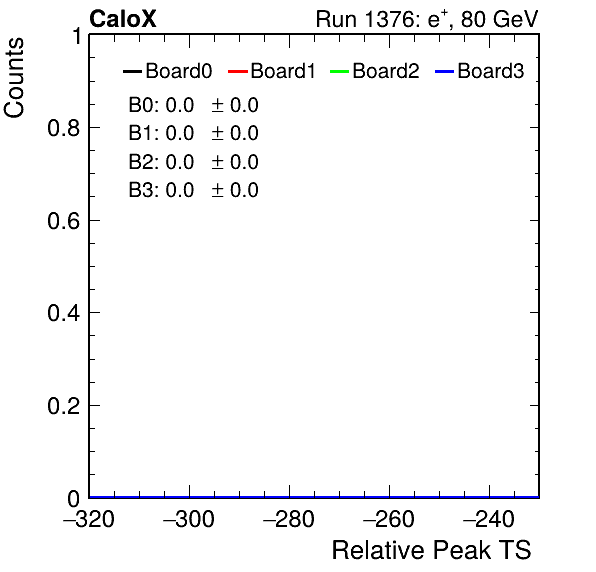 CaloX Run 1376: e⁺, 80 GeV
Counts
Board0 Board1 Board2 Board3
B0: 0.0 ± 0.0
B1: 0.0 ± 0.0
B2: 0.0 ± 0.0
B3: 0.0 ± 0.0
1
0.8
0.6
0.4
0.2
0
−320 −300 −280 −260 −240
Relative Peak TS